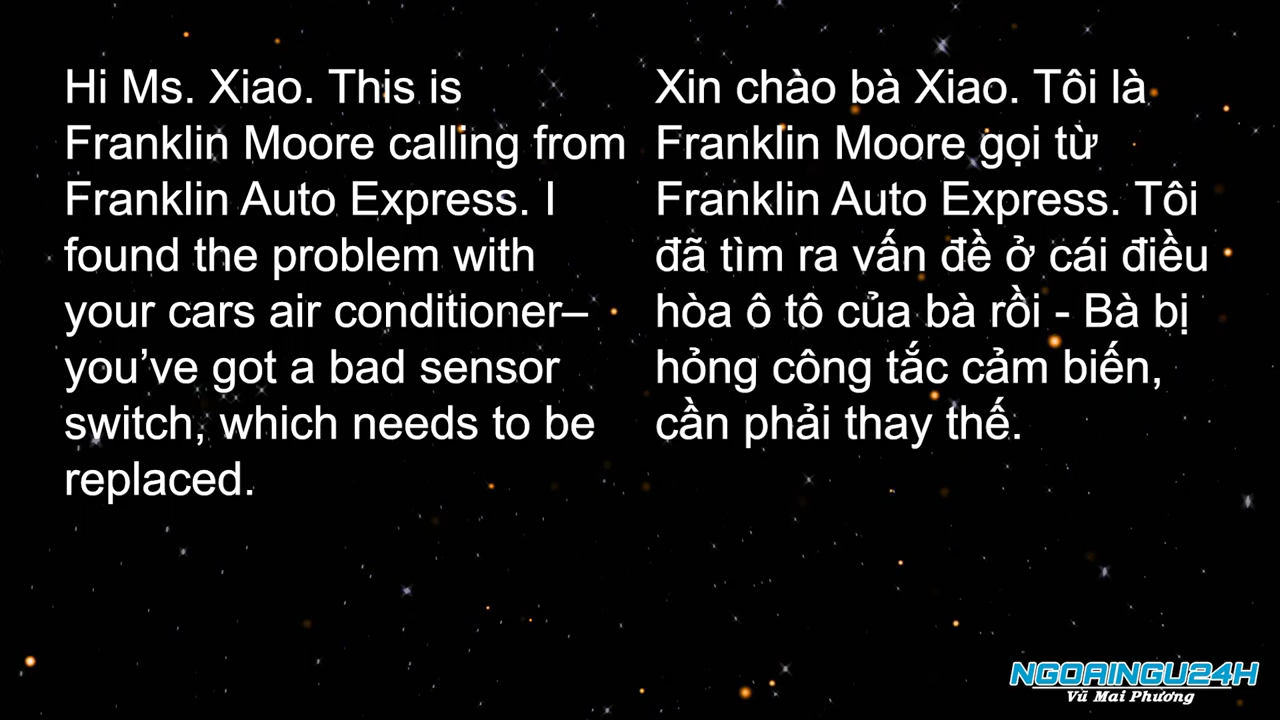 Hi Ms. Xiao. This is
Franklin Moore calling from
Franklin Auto Express. I
found the problem with
your cars air conditioner–
you’ve got a bad sensor
switch, which needs to be
replaced.
Xin chào bà Xiao. Tôi là
Franklin Moore gọi từ
Franklin Auto Express. Tôi
đã tìm ra vấn đề ở cái điều
hòa ô tô của bà rồi - Bà bị
hỏng công tắc cảm biến,
cần phải thay thế.
NGOAINGU24H
Vũ Mai Phương